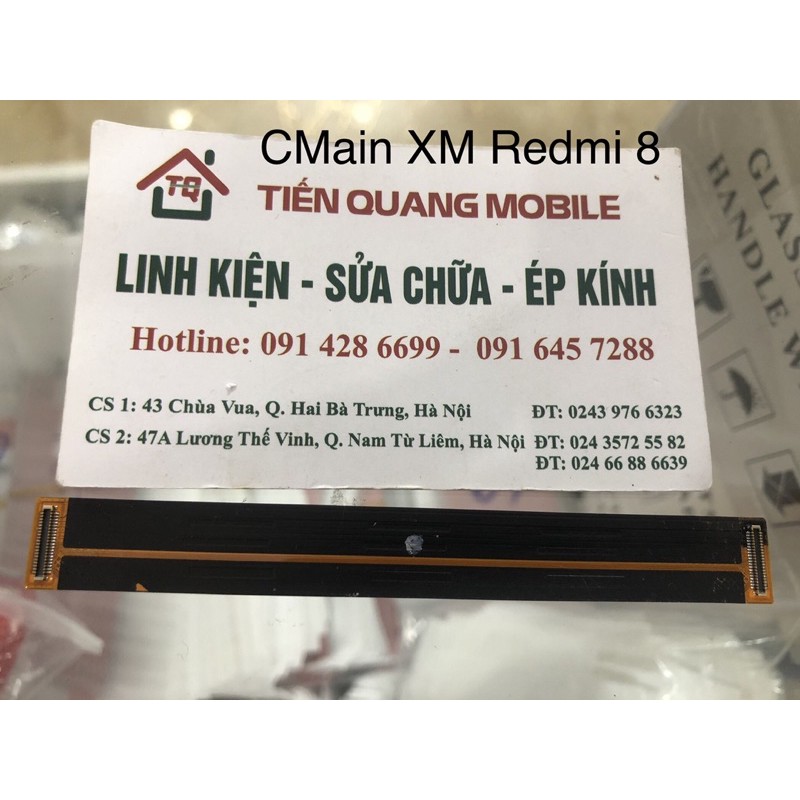 CMain XM Redmi 8
TQ
TIẾN QUANG MOBILE
LINH KIỆN - SỬA CHỮA - ÉP KÍNH
Hotline: 091 428 6699 - 091 645 7288
CS 1: 43 Chùa Vua, Q. Hai Bà Trưng, Hà Nội ĐT: 0243 976 6323
CS 2: 47A Lương Thế Vinh, Q. Nam Từ Liêm, Hà Nội ĐT: 024 3572 55 82
ĐT: 024 66 88 6639
GLASS
HANDLE W